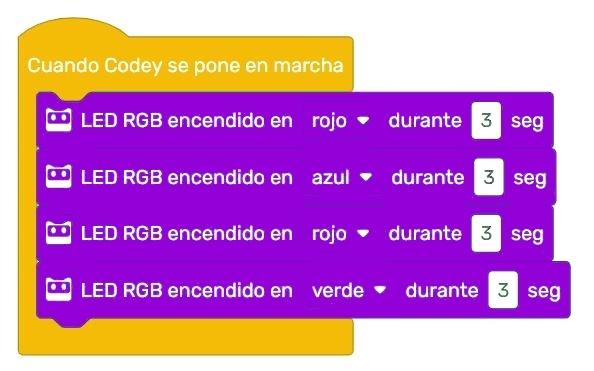 Cuando Codey se pone en marcha
LED RGB encendido en rojo durante 3 seg
LED RGB encendido en azul durante 3 seg
LED RGB encendido en rojo durante 3 seg
LED RGB encendido en verde durante 3 seg